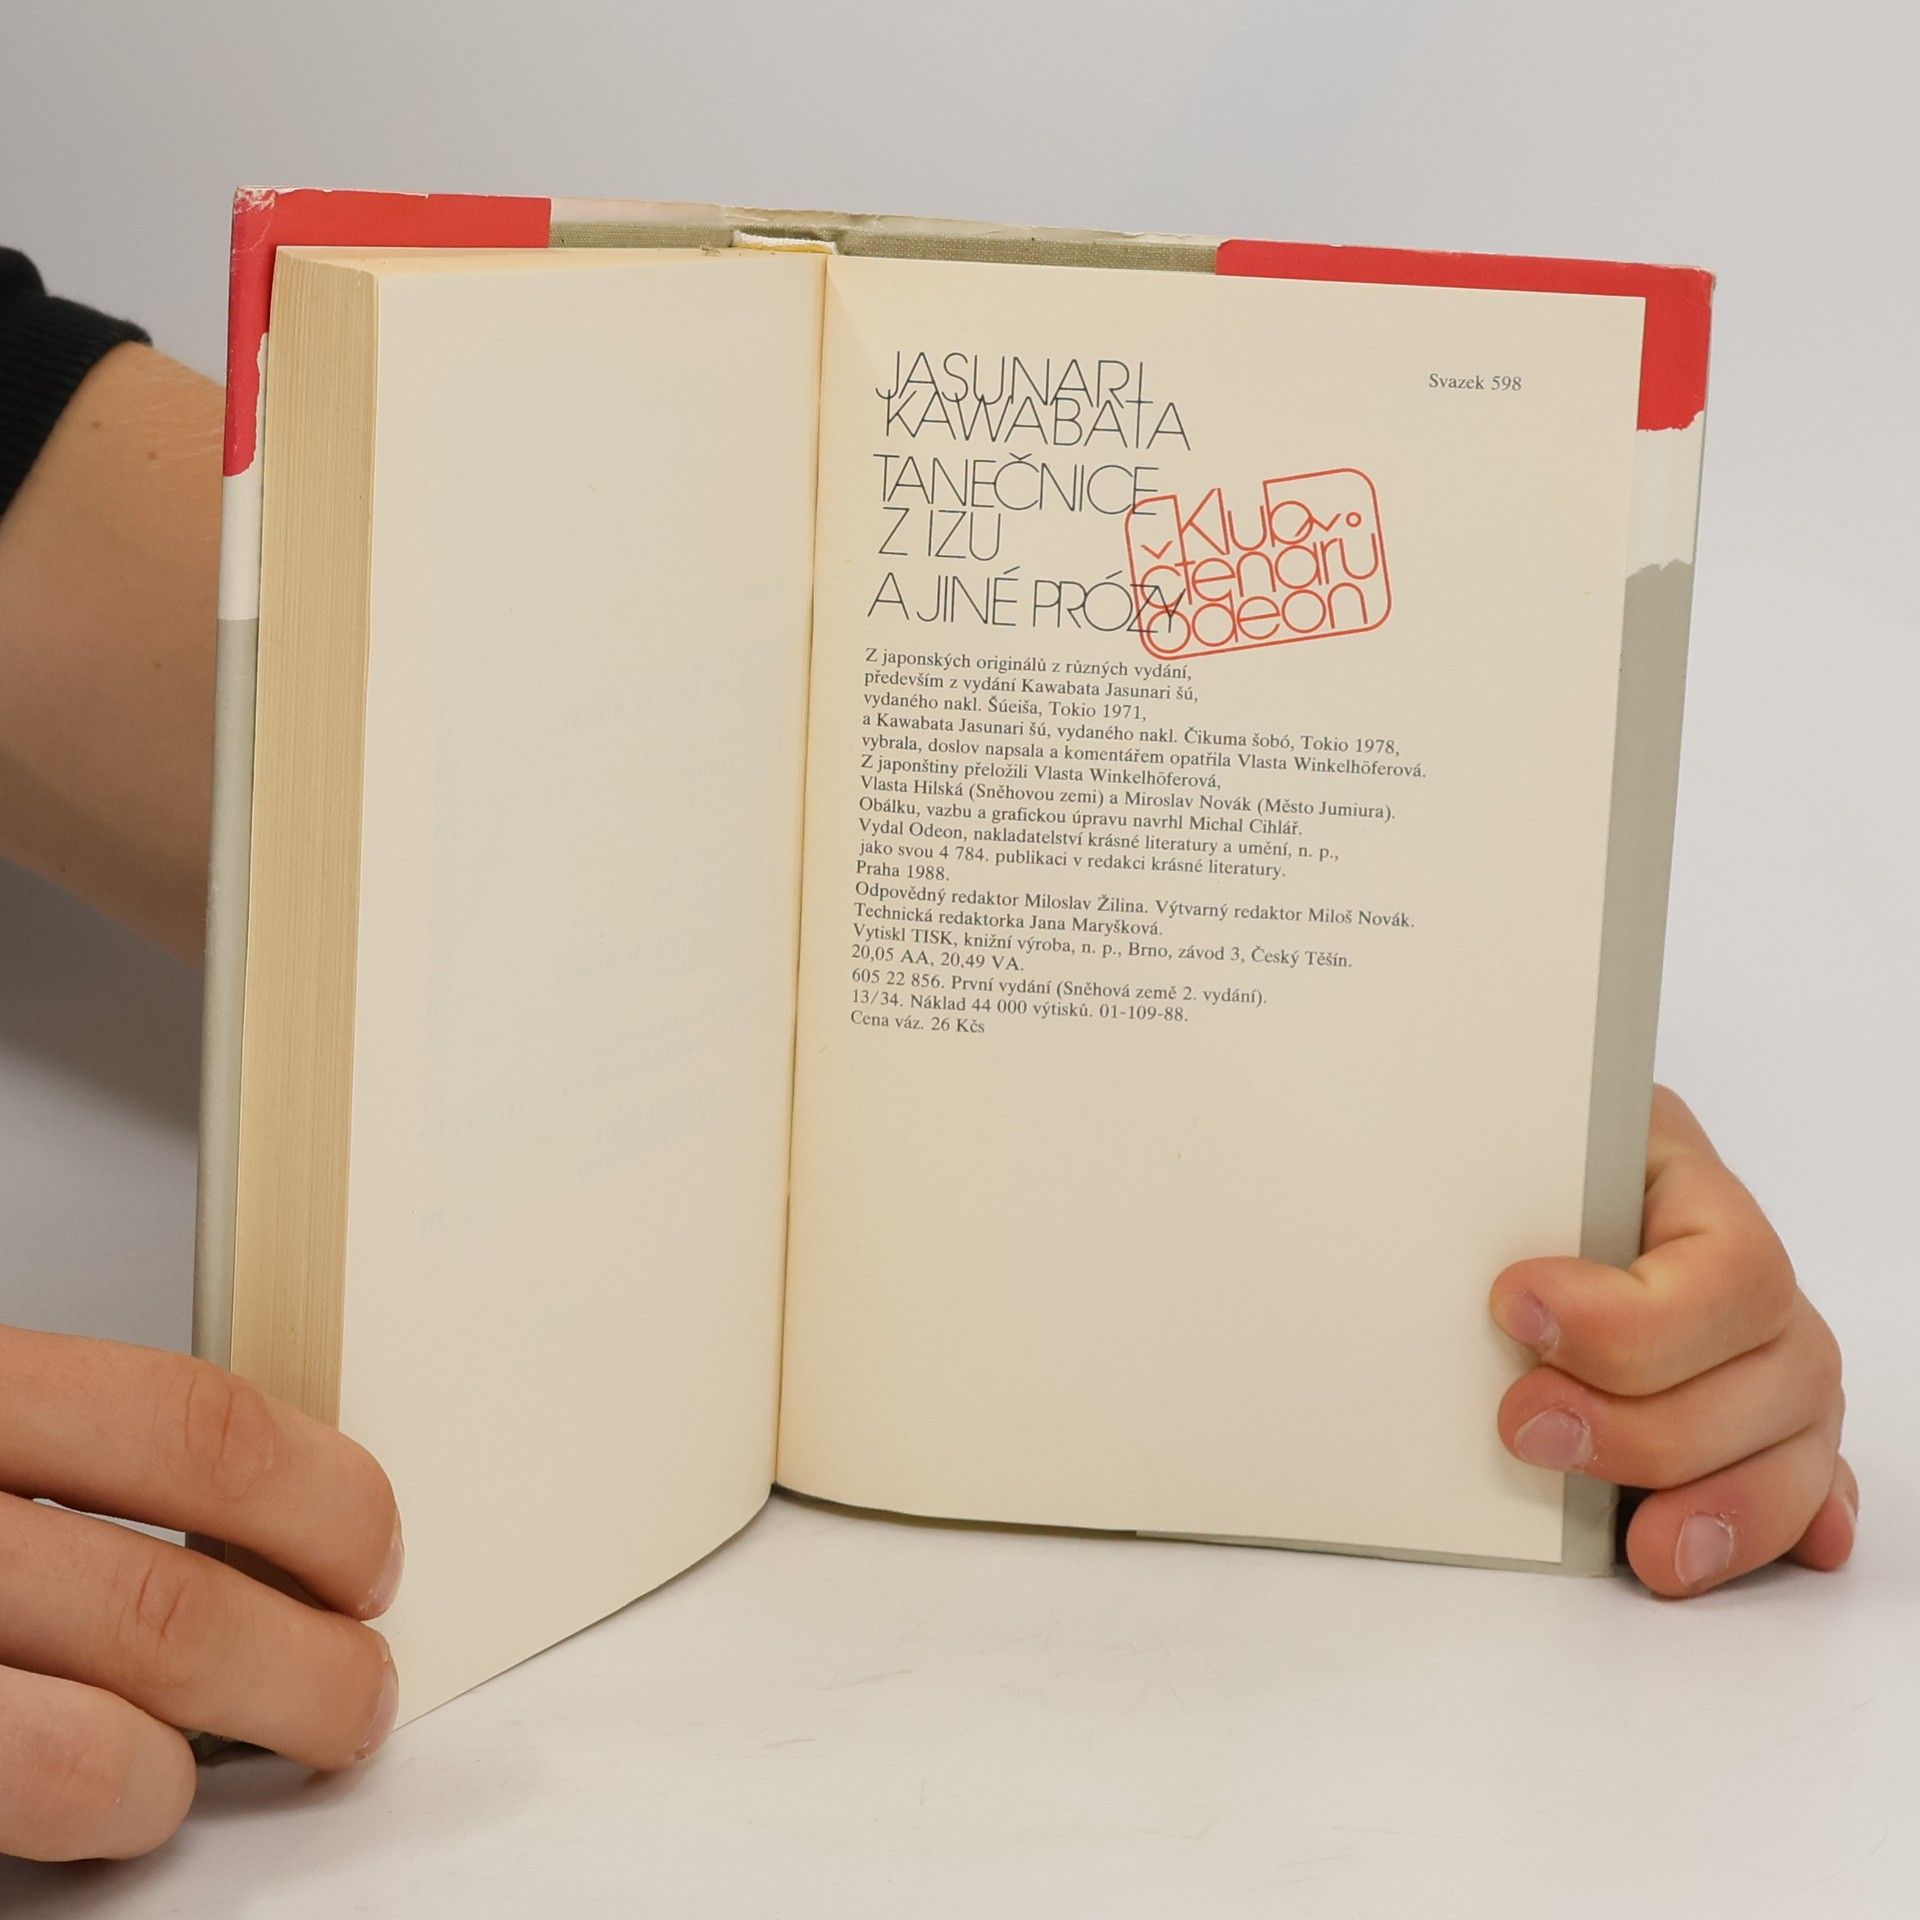 JASUNARI
KAWABATA
TANEČNICE
Z IZU
A JINÉ PRÓZY
Svazek 598
Klub
čtenářů
odeon
Z japonských originálů z různých vydání,
především z vydání Kawabata Jasunari šú,
vydaného nakl. Šúeiša, Tokio 1971,
a Kawabata Jasunari šú, vydaného nakl. Čikuma šobó, Tokio 1978,
vybrala, doslov napsala a komentářem opatřila Vlasta Winkelhöferová.
Z japonštiny přeložili Vlasta Winkelhöferová,
Vlasta Hilská (Sněhovou zemi) a Miroslav Novák (Město Jumiura).
Obálku, vazbu a grafickou úpravu navrhl Michal Cihlář.
Vydal Odeon, nakladatelství krásné literatury a umění, n. p.,
jako svou 4 784. publikaci v redakci krásné literatury.
Praha 1988.
Odpovědný redaktor Miloslav Žilina. Výtvarný redaktor Miloš Novák.
Technická redaktorka Jana Maryšková.
Vytiskl TISK, knižní výroba, n. p., Brno, závod 3, Český Těšín.
20,05 AA, 20,49 VA.
605 22 856. První vydání (Sněhová země 2. vydání).
13/34. Náklad 44 000 výtisků. 01-109-88.
Cena váz. 26 Kčs